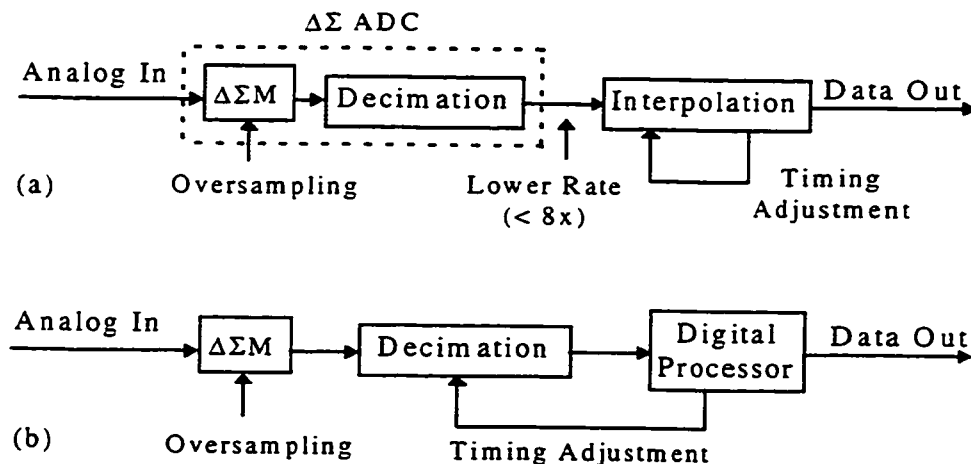 ΔΣ ADC
Analog In
ΔΣM
Decimation
Interpolation
Data Out
(a)
Oversampling
Lower Rate
(< 8x)
Timing
Adjustment
Analog In
ΔΣM
Decimation
Digital
Processor
Data Out
(b)
Oversampling
Timing Adjustment